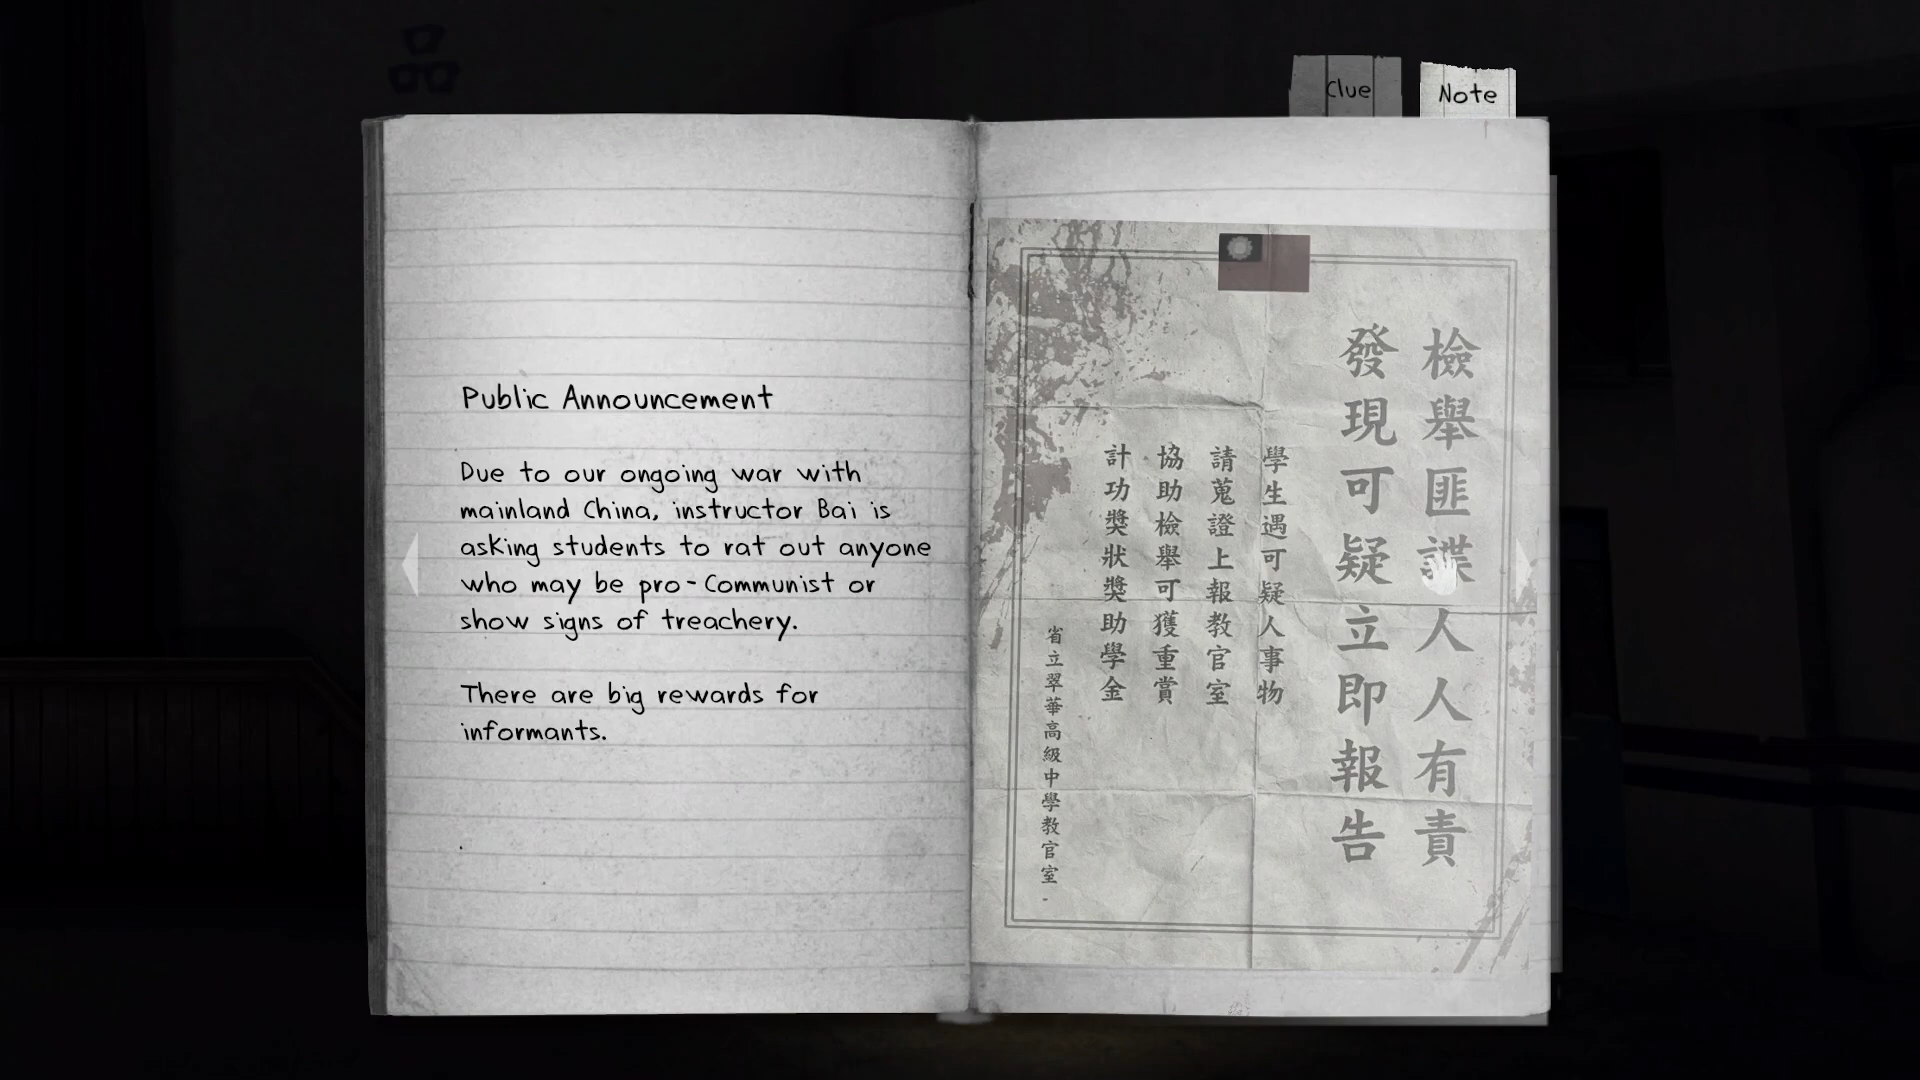 品
Clue
Note
Public Announcement
Due to our ongoing war with
mainland China, instructor Bai is
asking students to rat out anyone
who may be pro-Communist or
show signs of treachery.
There are big rewards for
informants.
檢舉匪諜人人有責
發現可疑立即報告
學生遇可疑人事物
請蒐證上報教官室
協助檢舉可獲重賞
計功獎狀獎助學金
省立翠華高級中學教官室